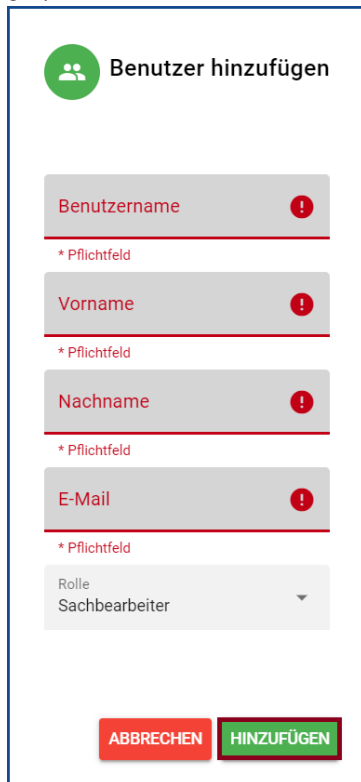 Benutzer hinzufügen
Benutzername
* Pflichtfeld
Vorname
* Pflichtfeld
Nachname
* Pflichtfeld
E-Mail
* Pflichtfeld
Rolle
Sachbearbeiter
ABBRECHEN HINZUFÜGEN